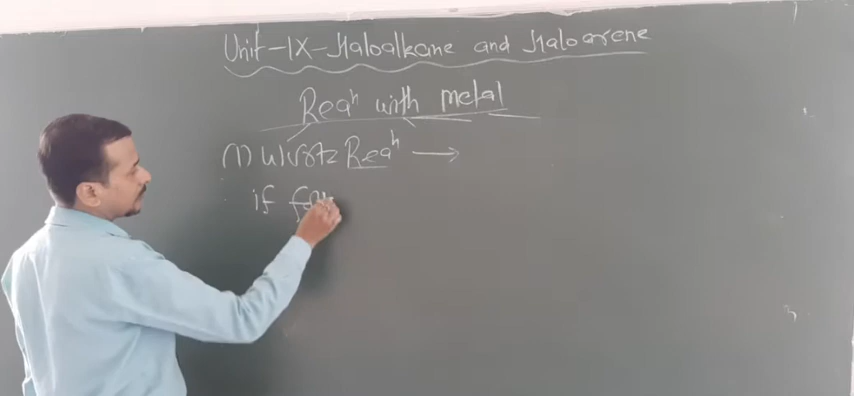 Unit-IX-Haloalkane and Haloarene
Reaⁿ with metal
(1) Wurtz Reaⁿ →
if